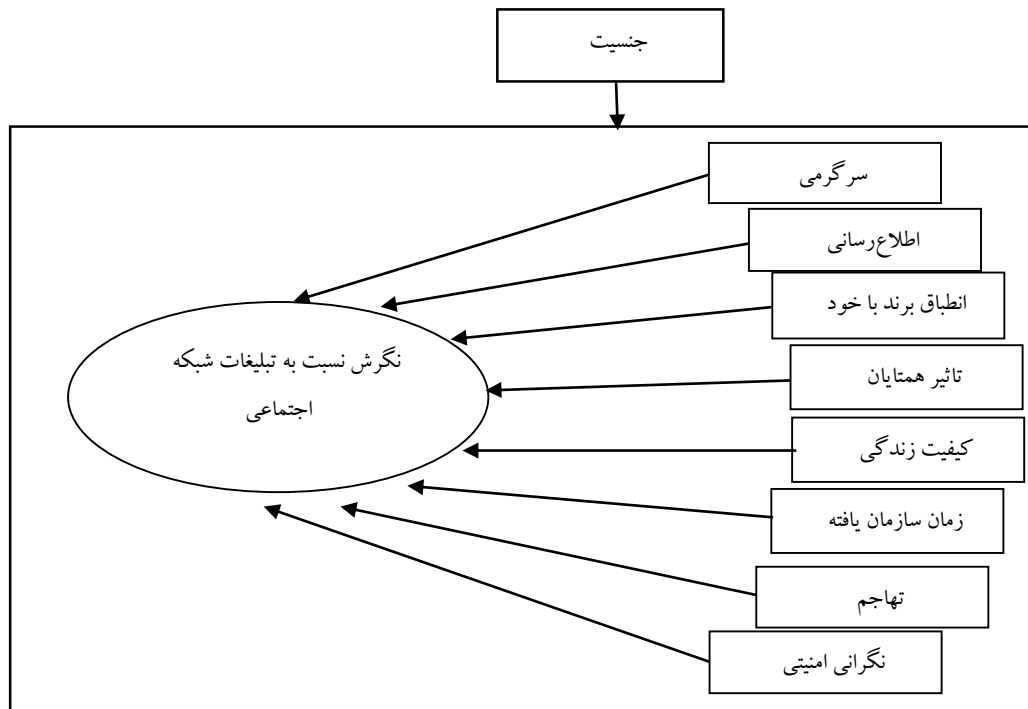 جنسیت
سرگرمی
اطلاع‌رسانی
انطباق برند با خود
تاثیر همتایان
کیفیت زندگی
زمان سازمان یافته
تهاجم
نگرانی امنیتی
نگرش نسبت به تبلیغات شبکه
اجتماعی